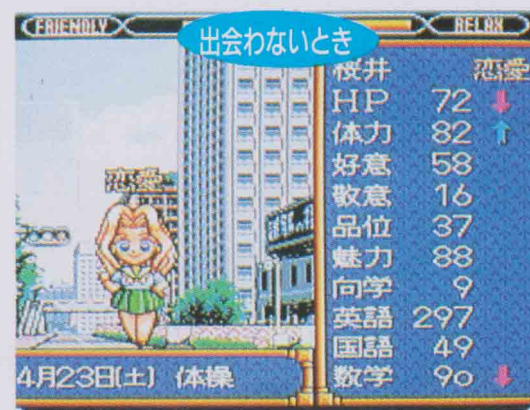 FRIENDLY
RELAX
出会わないとき
桜井 恋愛
HP 72 ↓
体力 82 ↑
好意 58
敬意 16
品位 37
魅力 88
向学 9
英語 297
国語 49
数学 90 ↓
恋愛
4月23日(土) 体操